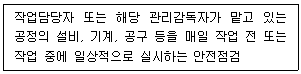 작업담당자 또는 해당 관리감독자가 맡고 있는
공정의 설비, 기계, 공구 등을 매일 작업 전 또는
작업 중에 일상적으로 실시하는 안전점검